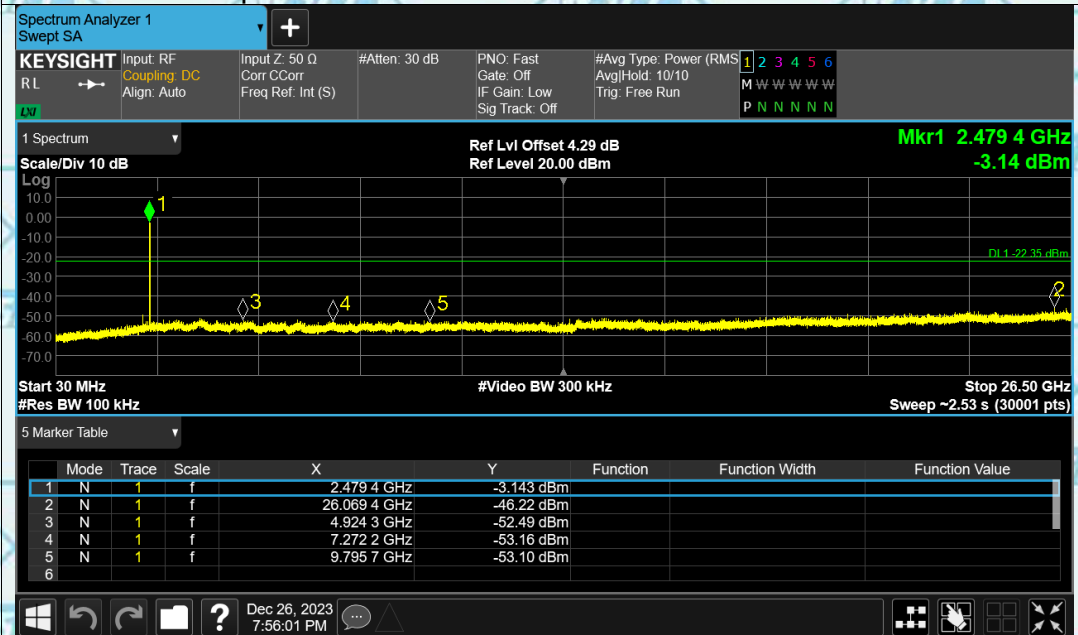 Spectrum Analyzer 1
Swept SA
KEYSIGHT
RL
LXI
Input: RF
Coupling: DC
Align: Auto
Input Z: 50 Ω
Corr CCorr
Freq Ref: Int (S)
#Atten: 30 dB
PNO: Fast
Gate: Off
IF Gain: Low
Sig Track: Off
#Avg Type: Power (RMS
Avg|Hold: 10/10
Trig: Free Run
1 2 3 4 5 6
M W W W W W
P N N N N N
1 Spectrum
Scale/Div 10 dB
Ref Lvl Offset 4.29 dB
Ref Level 20.00 dBm
Mkr1 2.479 4 GHz
-3.14 dBm
Log
10.0
0.00
-10.0
-20.0
-30.0
-40.0
-50.0
-60.0
-70.0
1
DL1 -22.35 dBm
3
4
5
2
Start 30 MHz
#Res BW 100 kHz
#Video BW 300 kHz
Stop 26.50 GHz
Sweep ~2.53 s (30001 pts)
5 Marker Table
Mode Trace Scale X Y Function Function Width Function Value
1 N 1 f 2.479 4 GHz -3.143 dBm
2 N 1 f 26.069 4 GHz -46.22 dBm
3 N 1 f 4.924 3 GHz -52.49 dBm
4 N 1 f 7.272 2 GHz -53.16 dBm
5 N 1 f 9.795 7 GHz -53.10 dBm
6
?
Dec 26, 2023
7:56:01 PM